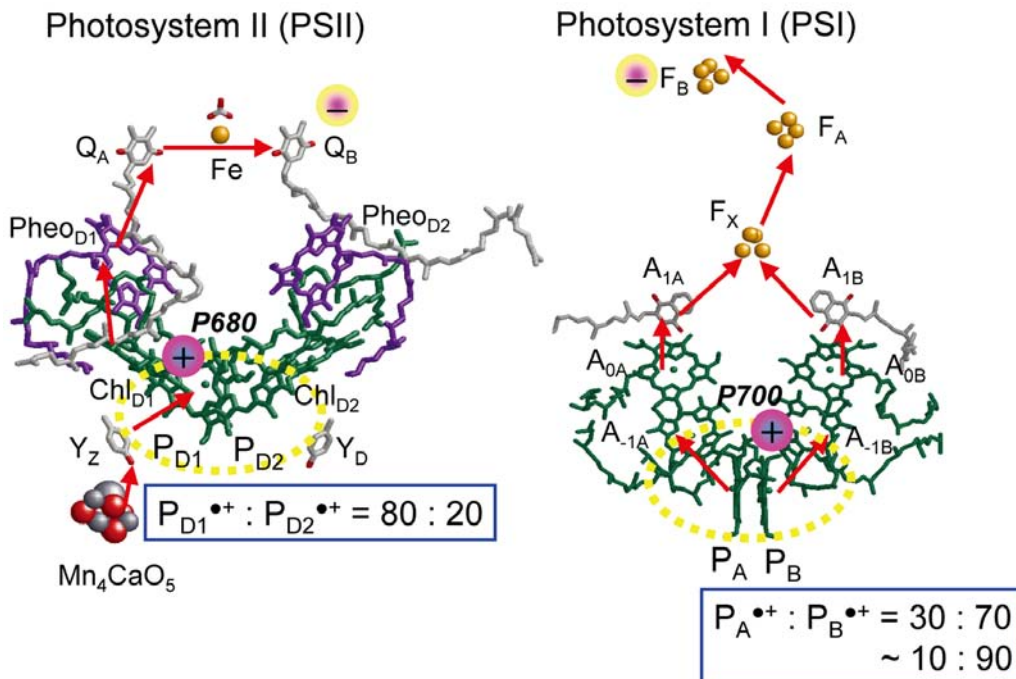 Photosystem II (PSII)
Q_A
Fe
Q_B
Pheo_D1
Pheo_D2
P680
+
–
Chl_D1
Chl_D2
Y_Z
P_D1
P_D2
Y_D
P_D1•+ : P_D2•+ = 80 : 20
Mn4CaO5
Photosystem I (PSI)
–
F_B
F_A
F_X
A_1A
A_1B
A_0A
A_0B
P700
+
A_-1A
A_-1B
P_A
P_B
P_A•+ : P_B•+ = 30 : 70
~ 10 : 90